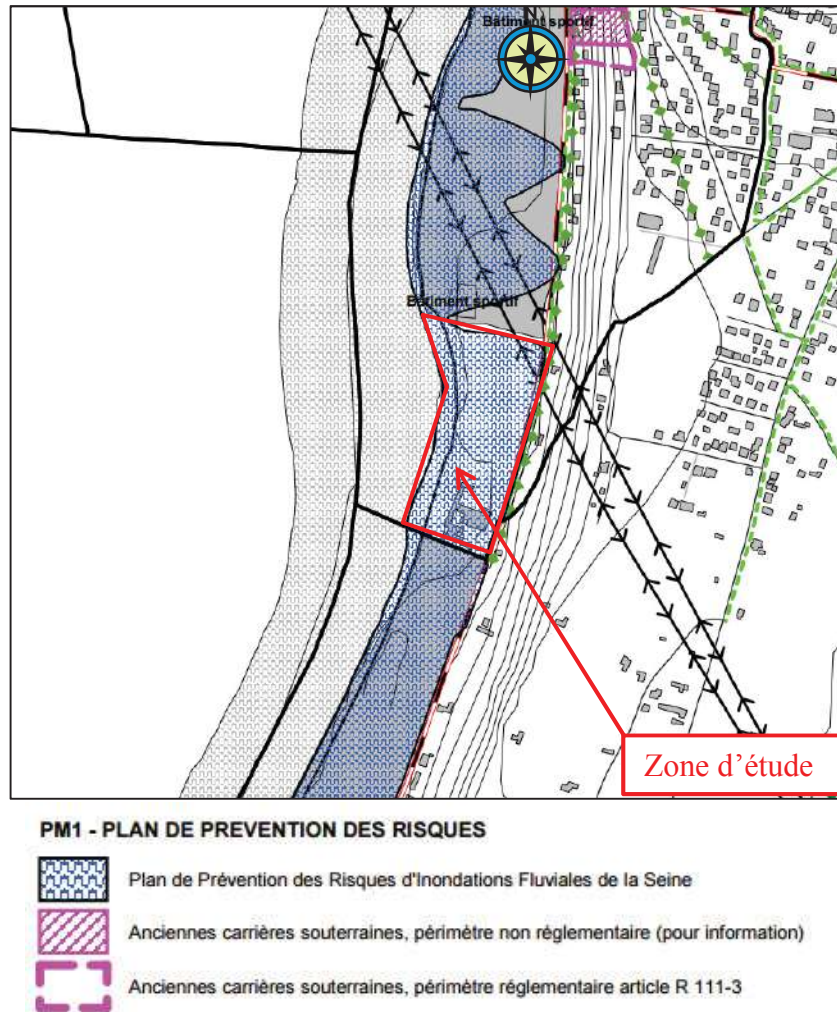 Bâtiment sportif
N
Bâtiment sportif
Zone d'étude
PM1 - PLAN DE PREVENTION DES RISQUES
Plan de Prévention des Risques d'Inondations Fluviales de la Seine
Anciennes carrières souterraines, périmètre non réglementaire (pour information)
Anciennes carrières souterraines, périmètre réglementaire article R 111-3